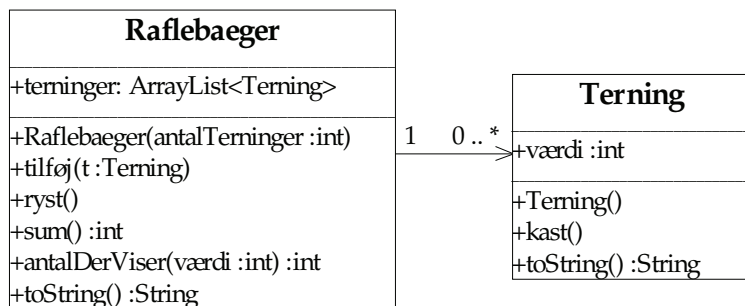 Raflebaeger
+terninger: ArrayList<Terning>
+Raflebaeger(antalTerninger :int)
+tilføj(t :Terning)
+ryst()
+sum() :int
+antalDerViser(værdi :int) :int
+toString() :String
1 0 .. *
Terning
+værdi :int
+Terning()
+kast()
+toString() :String